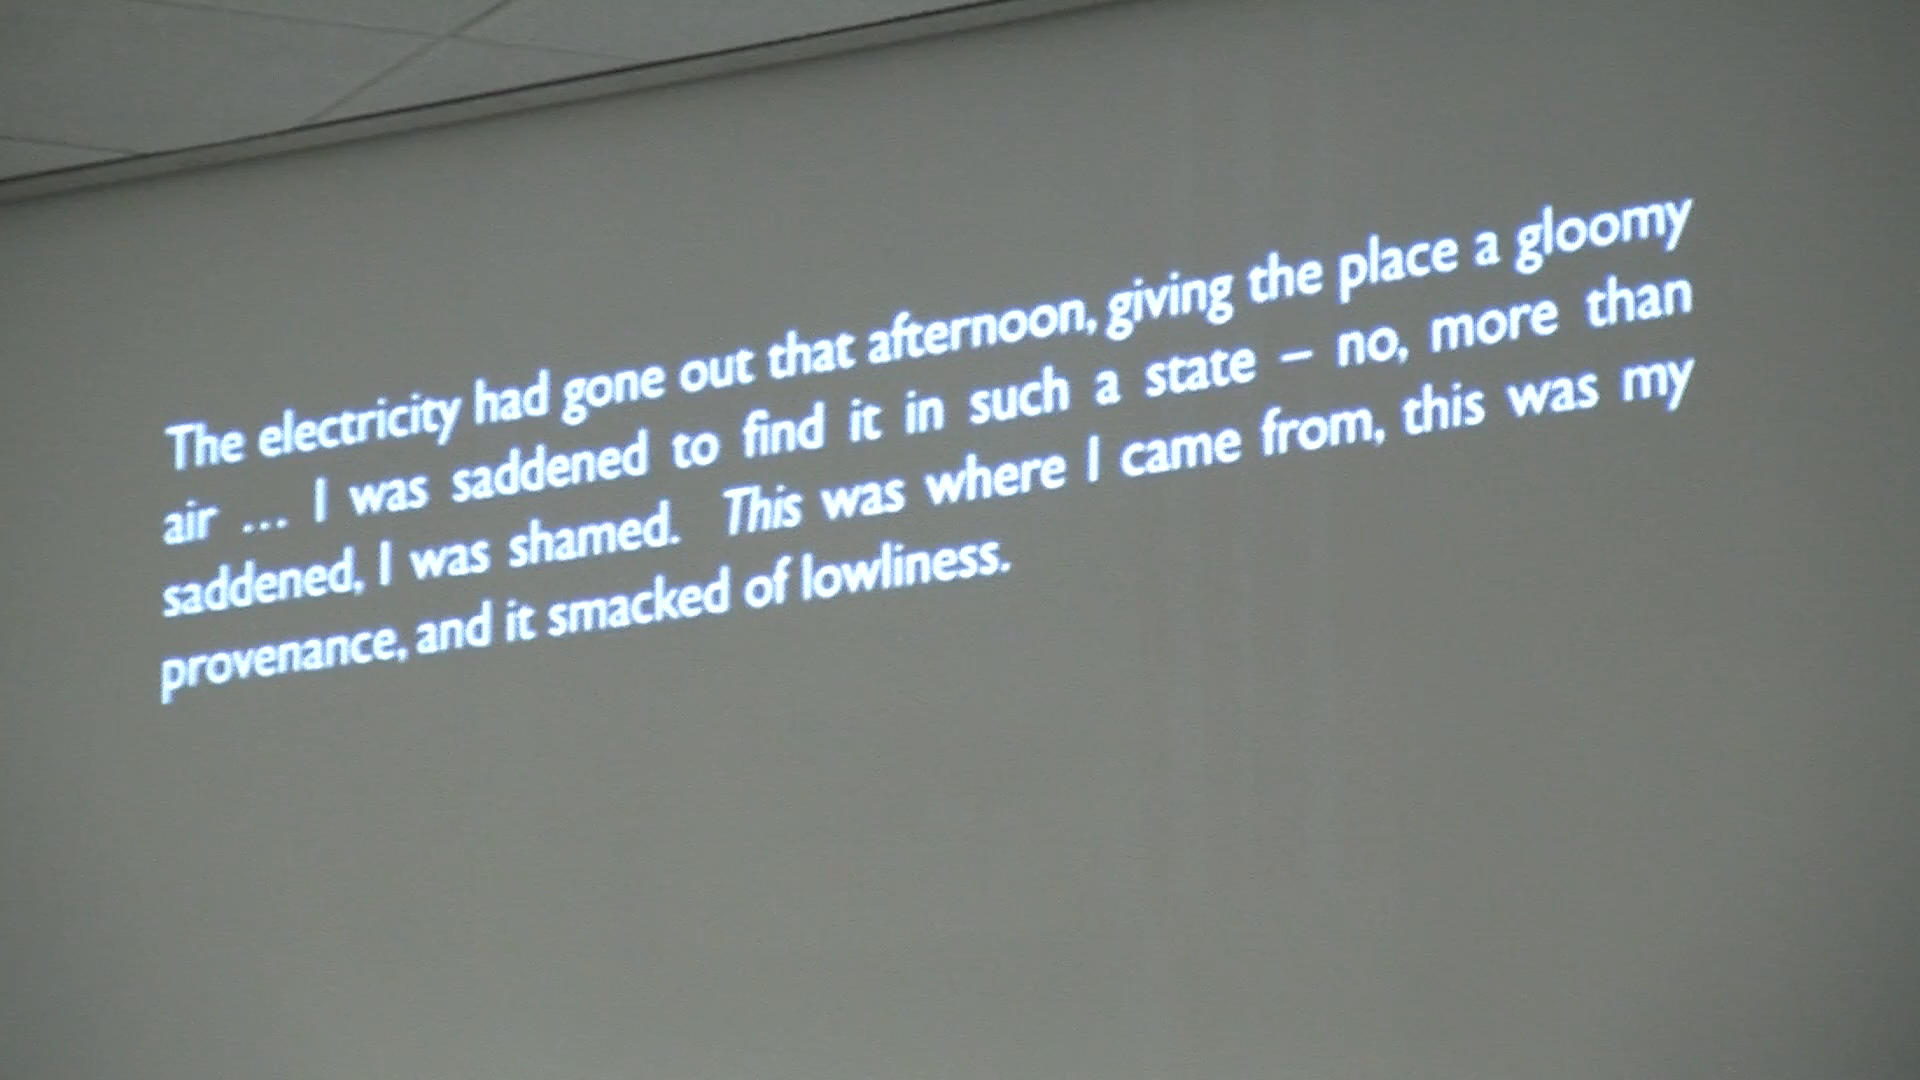 The electricity had gone out that afternoon, giving the place a gloomy
air ... I was saddened to find it in such a state – no, more than
saddened, I was shamed. This was where I came from, this was my
provenance, and it smacked of lowliness.